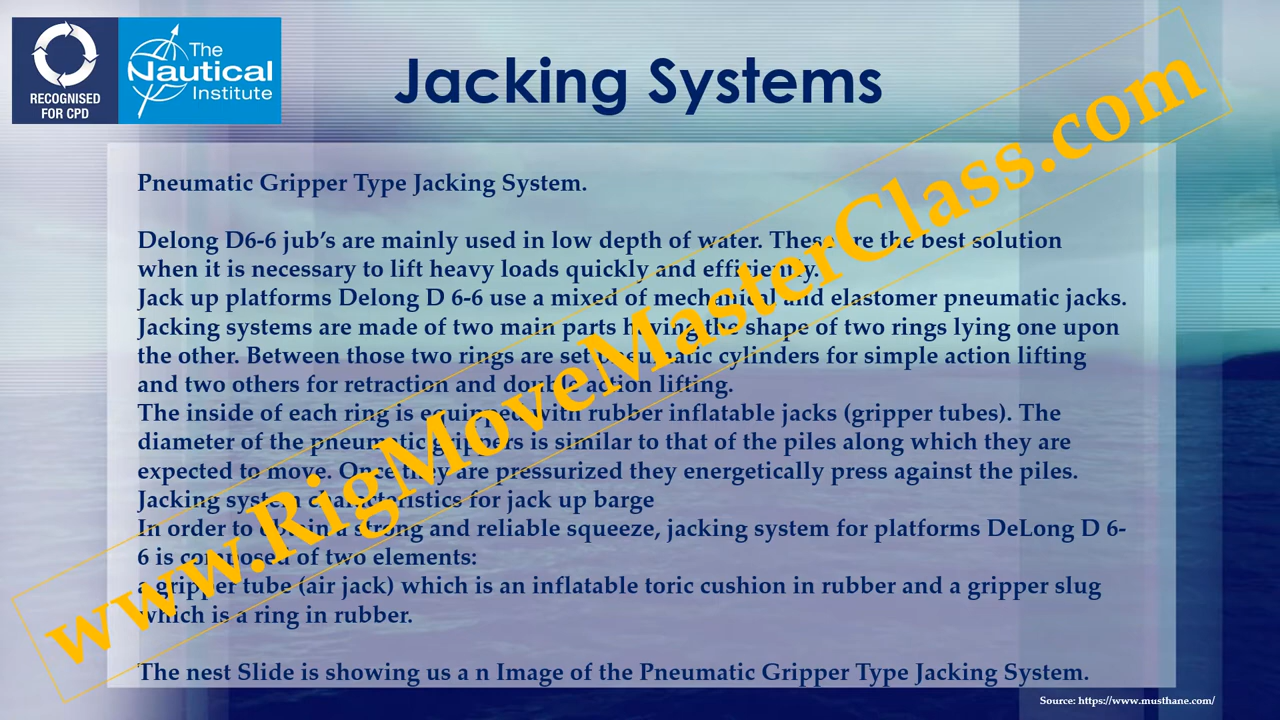 RECOGNISED
FOR CPD
The
Nautical
Institute
Jacking Systems
Pneumatic Gripper Type Jacking System.
Delong D6-6 jub’s are mainly used in low depth of water. These are the best solution
when it is necessary to lift heavy loads quickly and efficiently.
Jack up platforms Delong D 6-6 use a mixed of mechanical and elastomer pneumatic jacks.
Jacking systems are made of two main parts having the shape of two rings lying one upon
the other. Between those two rings are set pneumatic cylinders for simple action lifting
and two others for retraction and double action lifting.
The inside of each ring is equipped with rubber inflatable jacks (gripper tubes). The
diameter of the pneumatic grippers is similar to that of the piles along which they are
expected to move. Once they are pressurized they energetically press against the piles.
Jacking system characteristics for jack up barge
In order to obtain a strong and reliable squeeze, jacking system for platforms DeLong D 6-
6 is composed of two elements:
a gripper tube (air jack) which is an inflatable toric cushion in rubber and a gripper slug
which is a ring in rubber.
The nest Slide is showing us a n Image of the Pneumatic Gripper Type Jacking System.
Source: https://www.musthane.com/
www.RigMoveMasterClass.com